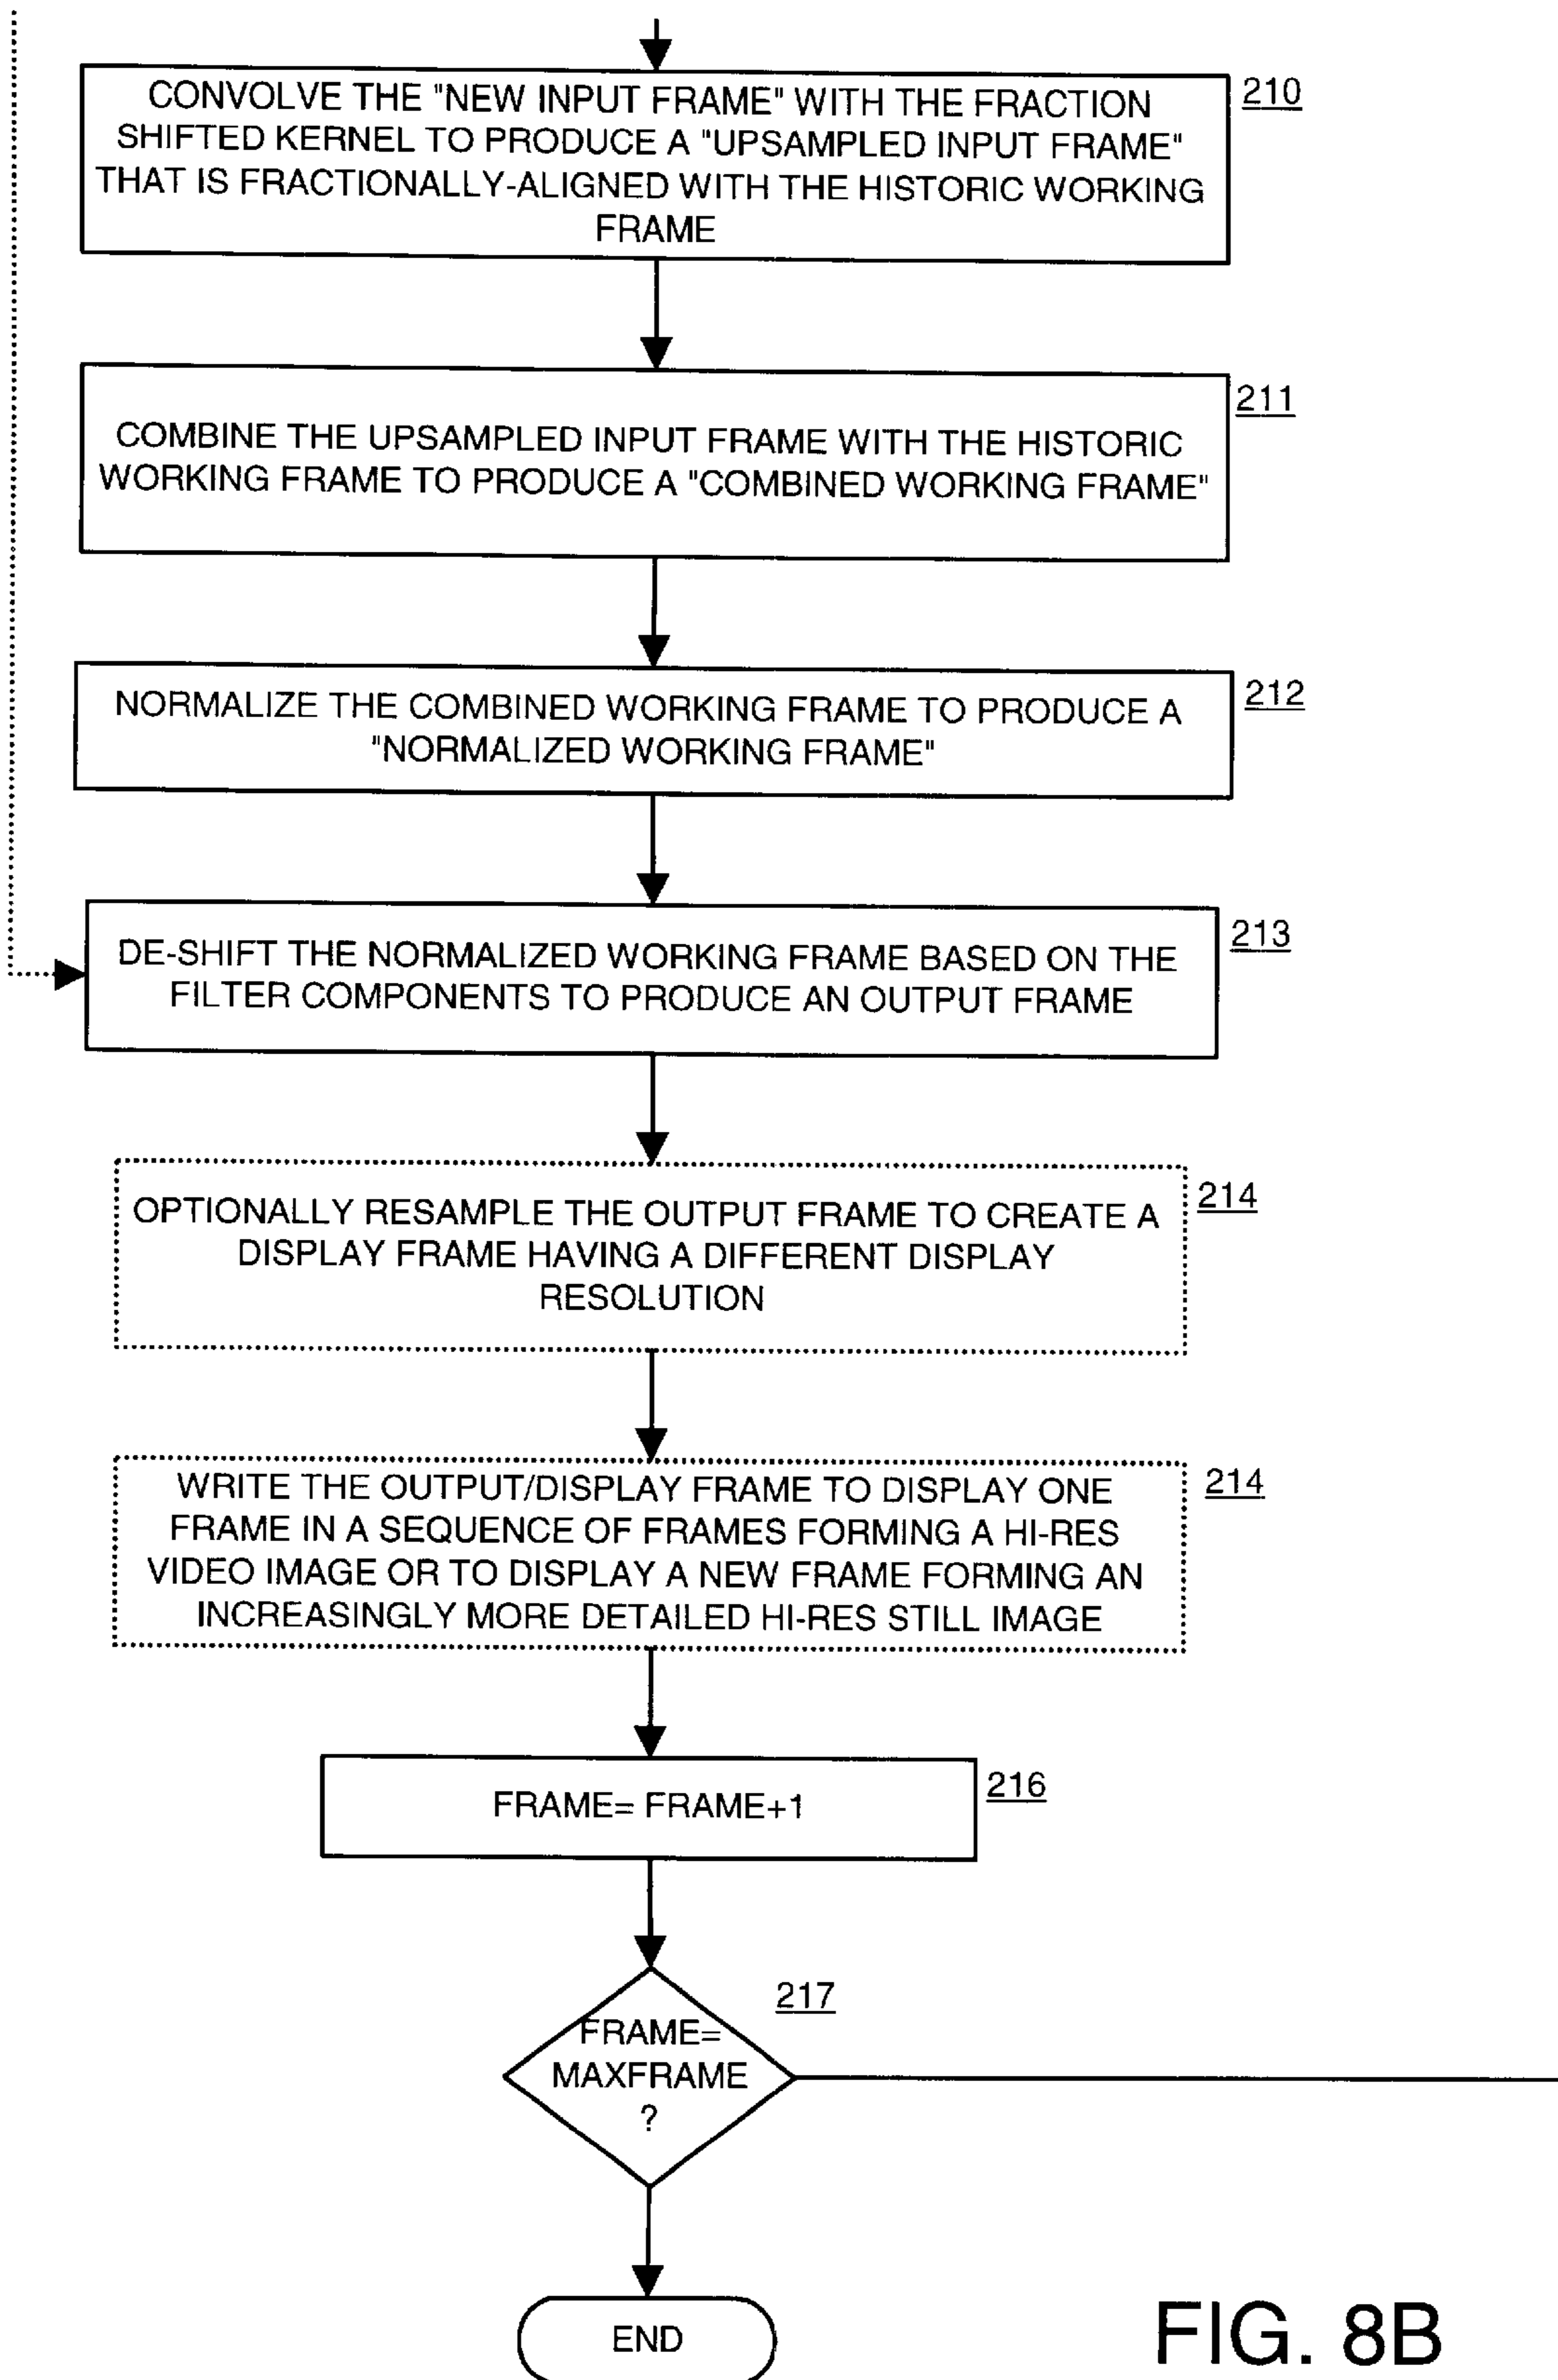 CONVOLVE THE "NEW INPUT FRAME" WITH THE FRACTION
SHIFTED KERNEL TO PRODUCE A "UPSAMPLED INPUT FRAME"
THAT IS FRACTIONALLY-ALIGNED WITH THE HISTORIC WORKING
FRAME
210
COMBINE THE UPSAMPLED INPUT FRAME WITH THE HISTORIC
WORKING FRAME TO PRODUCE A "COMBINED WORKING FRAME"
211
NORMALIZE THE COMBINED WORKING FRAME TO PRODUCE A
"NORMALIZED WORKING FRAME"
212
DE-SHIFT THE NORMALIZED WORKING FRAME BASED ON THE
FILTER COMPONENTS TO PRODUCE AN OUTPUT FRAME
213
OPTIONALLY RESAMPLE THE OUTPUT FRAME TO CREATE A
DISPLAY FRAME HAVING A DIFFERENT DISPLAY
RESOLUTION
214
WRITE THE OUTPUT/DISPLAY FRAME TO DISPLAY ONE
FRAME IN A SEQUENCE OF FRAMES FORMING A HI-RES
VIDEO IMAGE OR TO DISPLAY A NEW FRAME FORMING AN
INCREASINGLY MORE DETAILED HI-RES STILL IMAGE
214
FRAME= FRAME+1
216
217
FRAME=
MAXFRAME
?
END
FIG. 8B